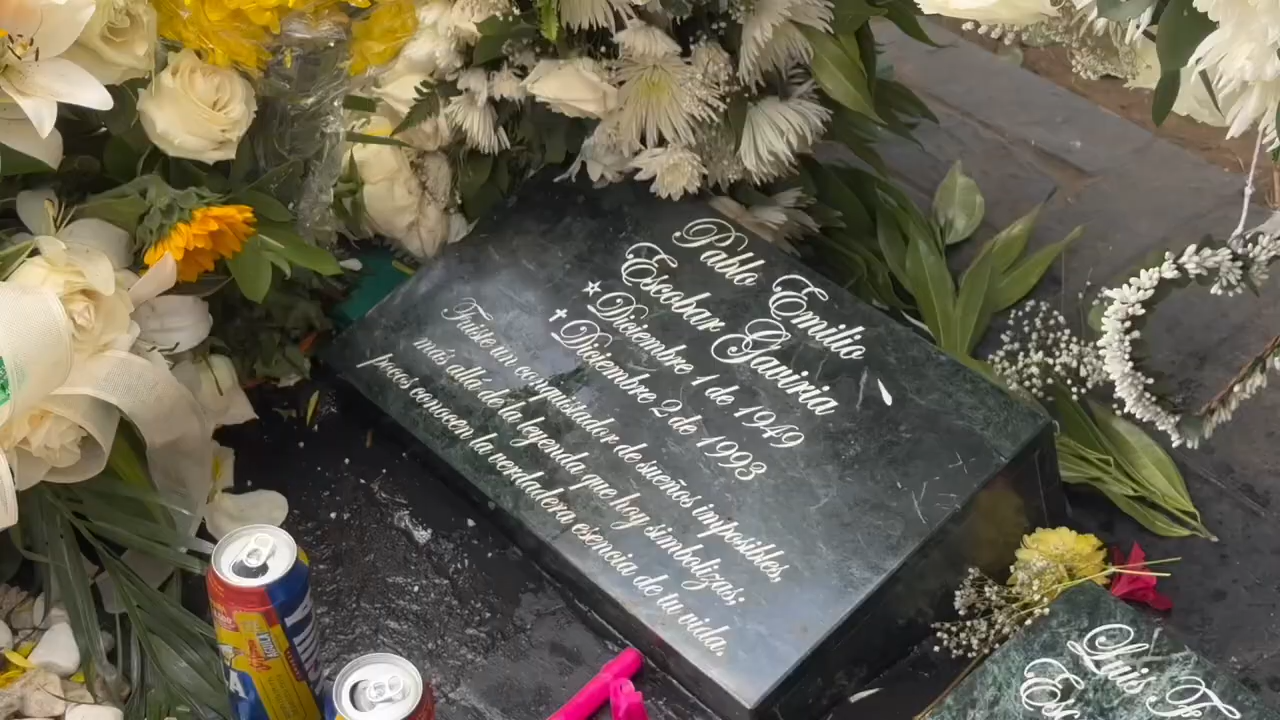 Pablo Emilio
Escobar Gaviria
☆ Diciembre 1 de 1949
✝ Diciembre 2 de 1993
Fuiste un conquistador de sueños imposibles,
más allá de la leyenda que hoy simbolizas;
pocos conocen la verdadera esencia de tu vida.
Luis